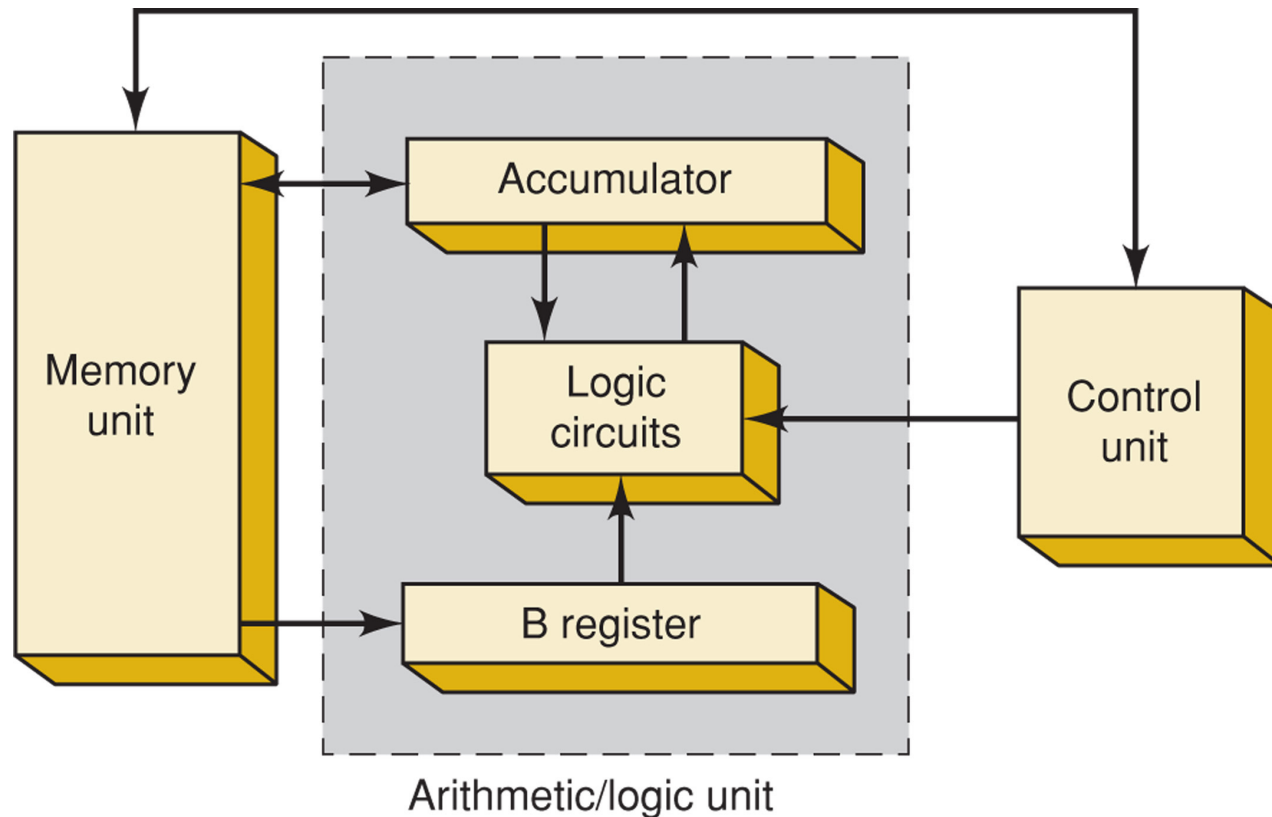 Accumulator
Memory
unit
Logic
circuits
Control
unit
B register
Arithmetic/logic unit